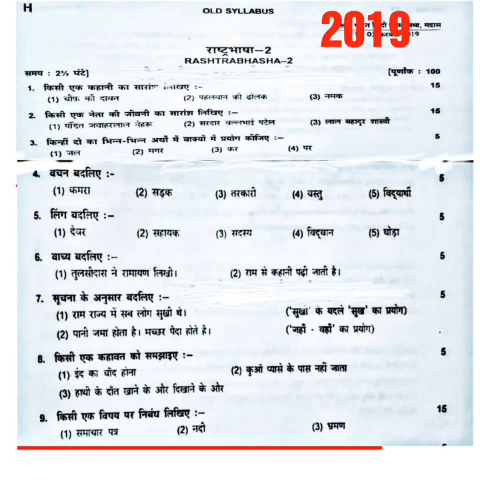 H
OLD SYLLABUS
2019
मद्रास
राष्ट्रभाषा-2
RASHTRABHASHA-2
समय : 2½ घंटे] [पूर्णांक : 100
1. किसी एक कहानी का सारांश लिखिए :- 15
(1) चीफ़ की दावत (2) पहलवान की ढोलक (3) नमक
2. किसी एक नेता की जीवनी का सारांश लिखिए :- 15
(1) पंडित जवाहरलाल नेहरू (2) सरदार वल्लभभाई पटेल (3) लाल बहादुर शास्त्री
3. किन्हीं दो का भिन्न-भिन्न अर्थों में वाक्यों में प्रयोग कीजिए :- 5
(1) जल (2) मगर (3) कर (4) पर
4. वचन बदलिए :- 5
(1) कमरा (2) सड़क (3) तरकारी (4) वस्तु (5) विद्यार्थी
5. लिंग बदलिए :- 5
(1) देवर (2) सहायक (3) सदस्य (4) विद्वान (5) घोड़ा
6. वाच्य बदलिए :- 5
(1) तुलसीदास ने रामायण लिखी। (2) राम से कहानी पढ़ी जाती है।
7. सूचना के अनुसार बदलिए :- 5
(1) राम राज्य में सब लोग सुखी थे। ('सुखी' के बदले 'सुख' का प्रयोग)
(2) पानी जमा होता है। मच्छर पैदा होते है। ('जहाँ - वहाँ' का प्रयोग)
8. किसी एक कहावत को समझाइए :- 5
(1) ईद का चाँद होना (2) कुआँ प्यासे के पास नहीं जाता
(3) हाथी के दाँत खाने के और दिखाने के और
9. किसी एक विषय पर निबंध लिखिए :- 15
(1) समाचार पत्र (2) नदी (3) भ्रमण